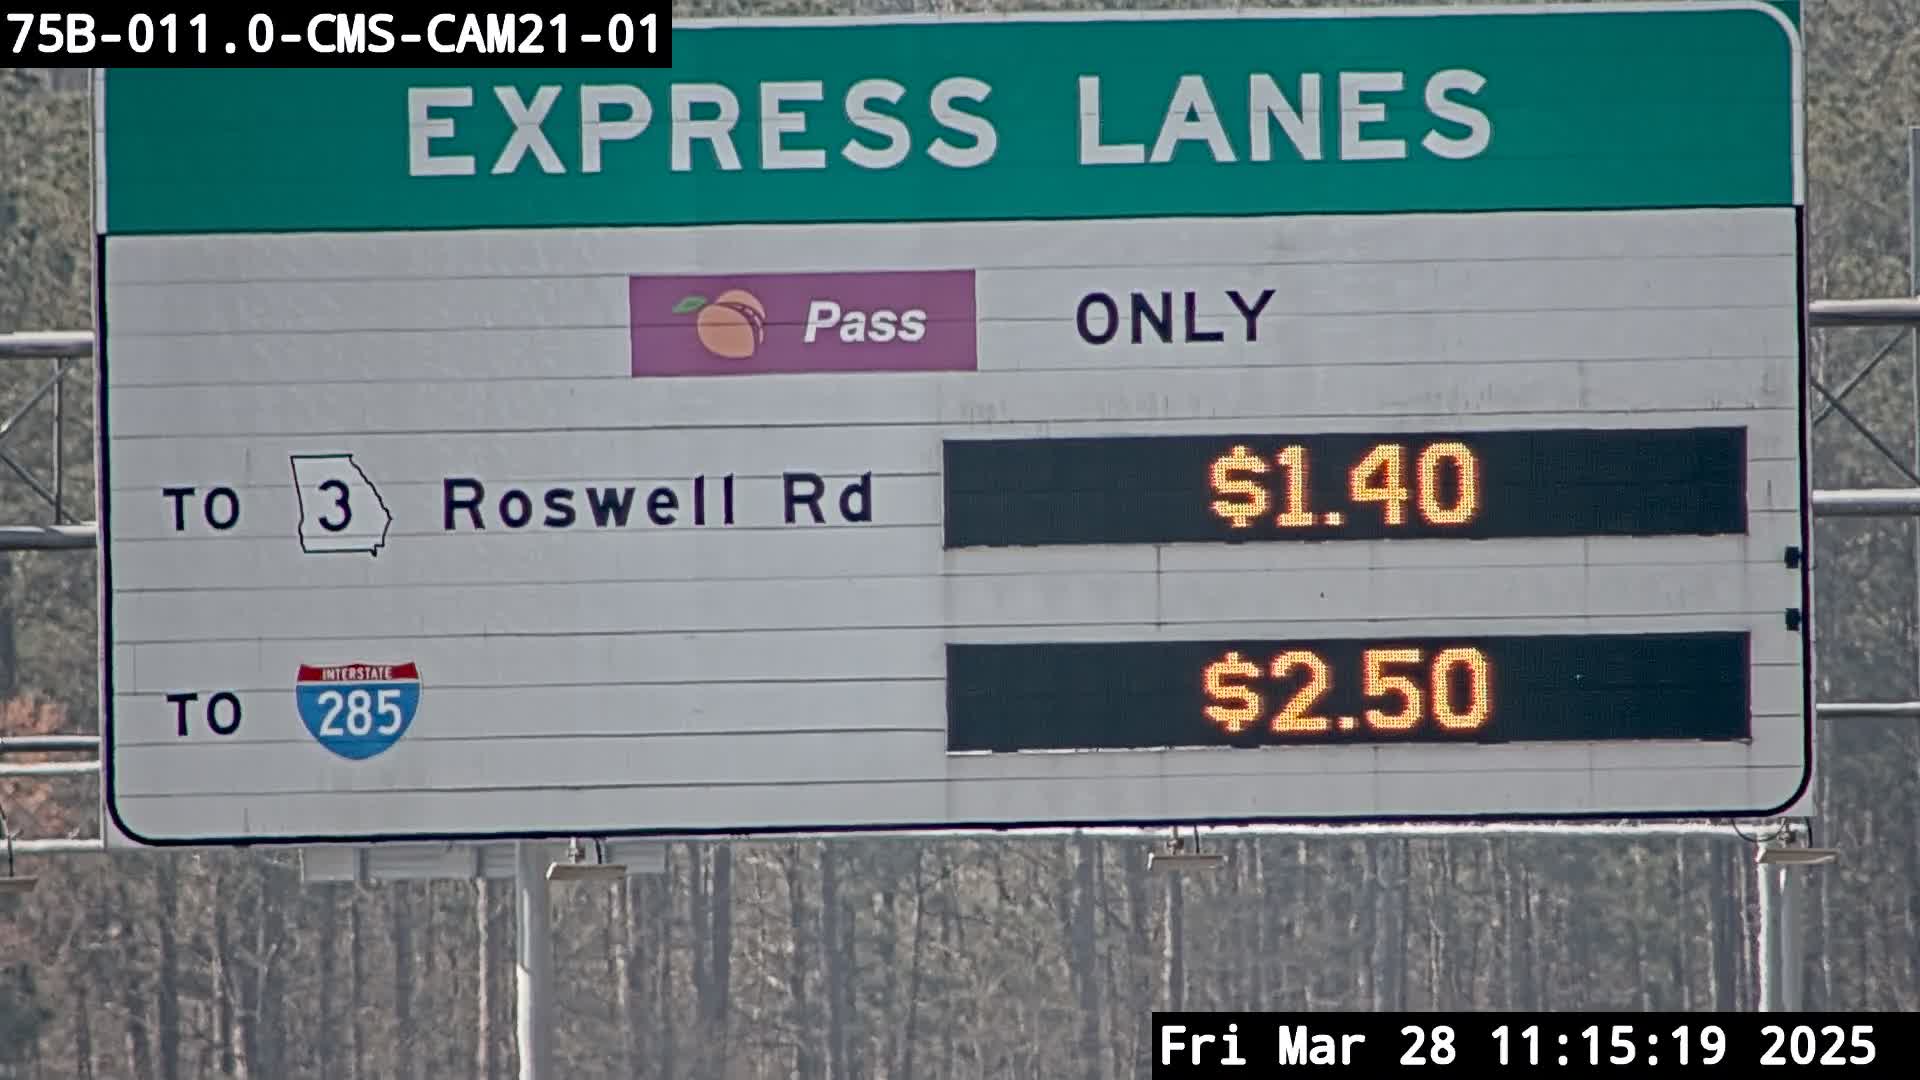 75B-011.0-CMS-CAM21-01
EXPRESS LANES
Pass ONLY
TO 3 Roswell Rd $1.40
INTERSTATE
TO 285 $2.50
Fri Mar 28 11:15:19 2025